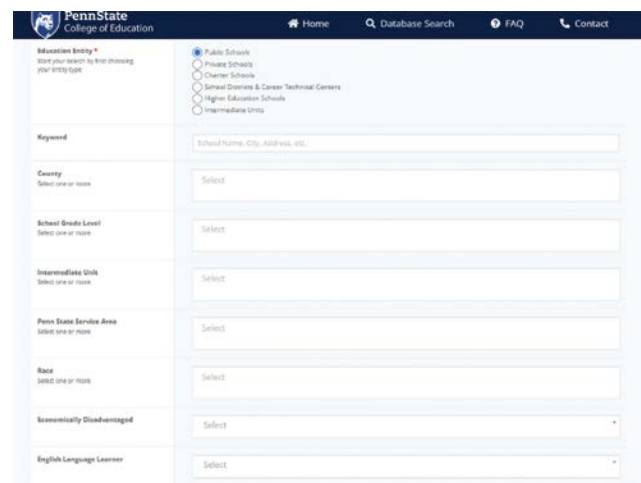 PennState
College of Education
Home
Database Search
FAQ
Contact
Education Entity *
Start your search by first choosing
your entity type
Public Schools
Private Schools
Charter Schools
School Districts & Career Technical Centers
Higher Education Schools
Intermediate Units
Keyword
School Name, City, Address, etc.
County
Select one or more
Select
School Grade Level
Select one or more
Select
Intermediate Unit
Select one or more
Select
Penn State Service Area
Select one or more
Select
Race
Select one or more
Select
Economically Disadvantaged
Select
English Language Learner
Select